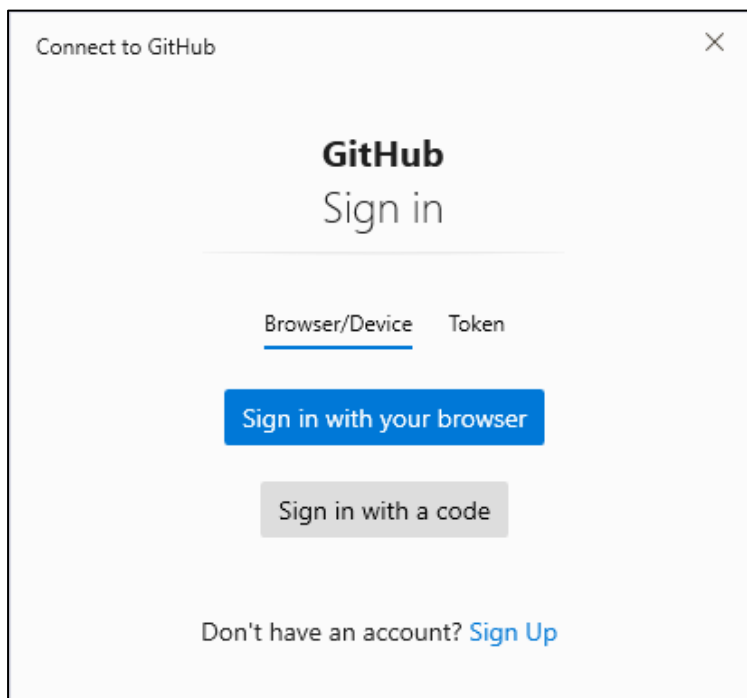 Connect to GitHub
GitHub
Sign in
Browser/Device Token
Sign in with your browser
Sign in with a code
Don't have an account? Sign Up